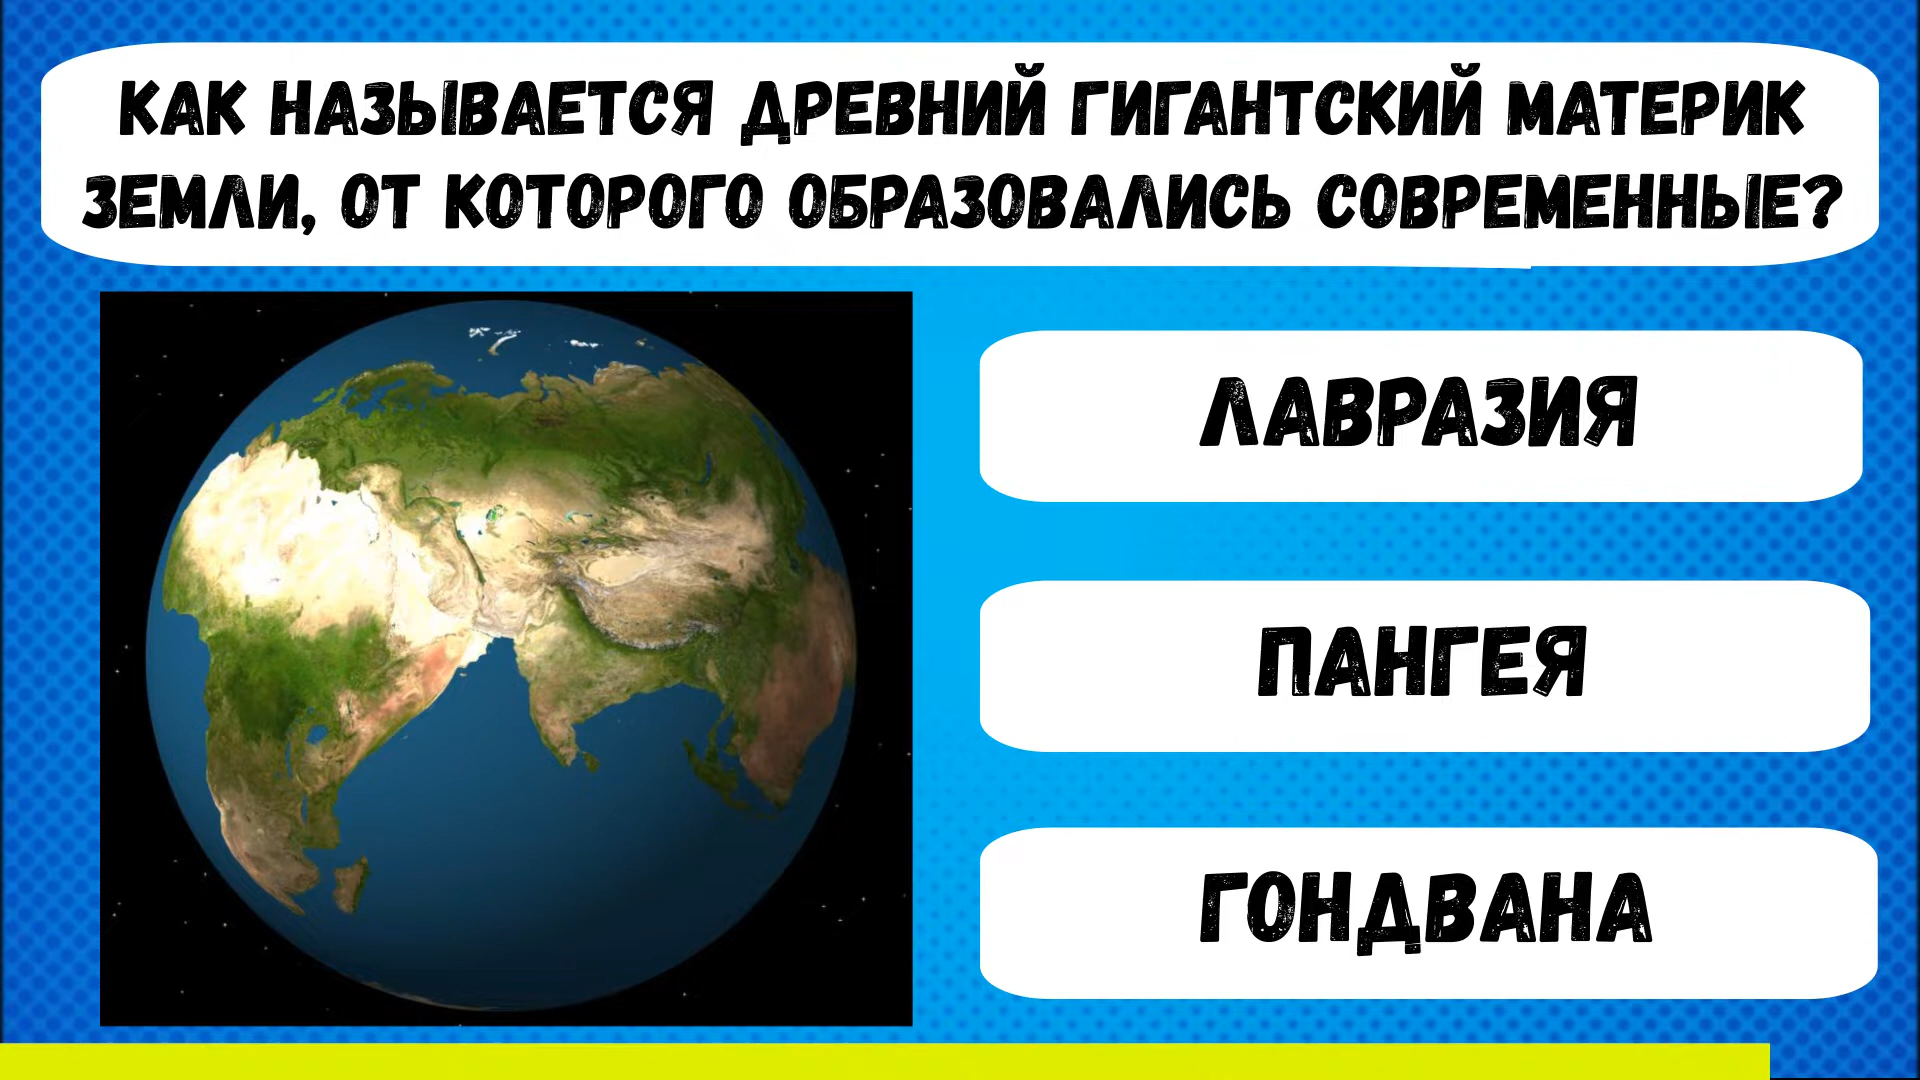 КАК НАЗЫВАЕТСЯ ДРЕВНИЙ ГИГАНТСКИЙ МАТЕРИК
ЗЕМЛИ, ОТ КОТОРОГО ОБРАЗОВАЛИСЬ СОВРЕМЕННЫЕ?
ЛАВРАЗИЯ
ПАНГЕЯ
ГОНДВАНА